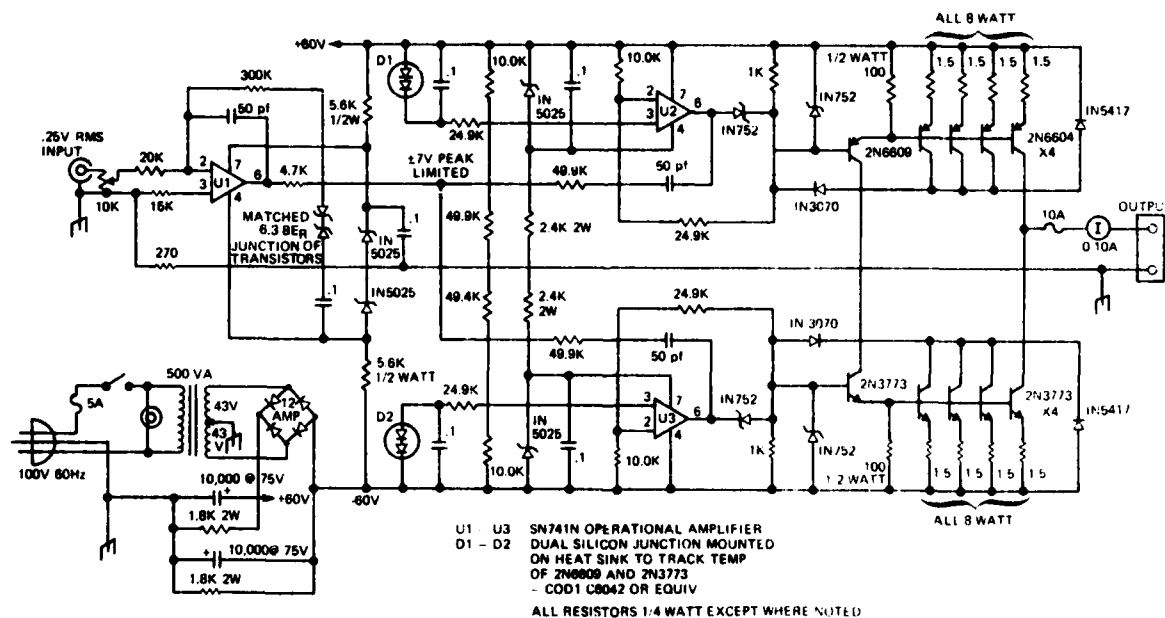 ALL 8 WATT
+60V
D1
.1
10.0K
.1
10.0K
1K
1/2 WATT
100
1.5
1.5
1.5
1.5
300K
50 pf
5.6K
1/2W
IN
5025
2
7
U2
6
3
4
IN752
IN752
IN5417
.25V RMS
INPUT
20K
24.9K
2N6609
2N6604
X4
2
7
U1
6
3
4
4.7K
±7V PEAK
LIMITED
50 pf
49.9K
10K
15K
IN3070
MATCHED
6.3 BER
JUNCTION OF
TRANSISTORS
.1
49.9K
2.4K 2W
24.9K
10A
OUTPU
I
0 10A
IN
5025
270
IN5025
.1
49.4K
2.4K
2W
24.9K
IN 3070
49.9K
50 pf
500 VA
5.6K
1/2 WATT
5A
43V
43
V
12
AMP
24.9K
D2
.1
3
7
U3
6
2
4
IN752
2N3773
2N3773
X4
IN5417
IN
5025
.1
10.0K
10.0K
1K
IN752
100
1 2 WATT
1 5
1 5
1 5
1.5
100V 60Hz
10,000 @ 75V
+
+60V
-60V
1.8K 2W
ALL 8 WATT
+
10,000@ 75V
1.8K 2W
U1 - U3 SN741N OPERATIONAL AMPLIFIER
D1 - D2 DUAL SILICON JUNCTION MOUNTED
ON HEAT SINK TO TRACK TEMP
OF 2N6609 AND 2N3773
- COD1 C6042 OR EQUIV
ALL RESISTORS 1/4 WATT EXCEPT WHERE NOTED